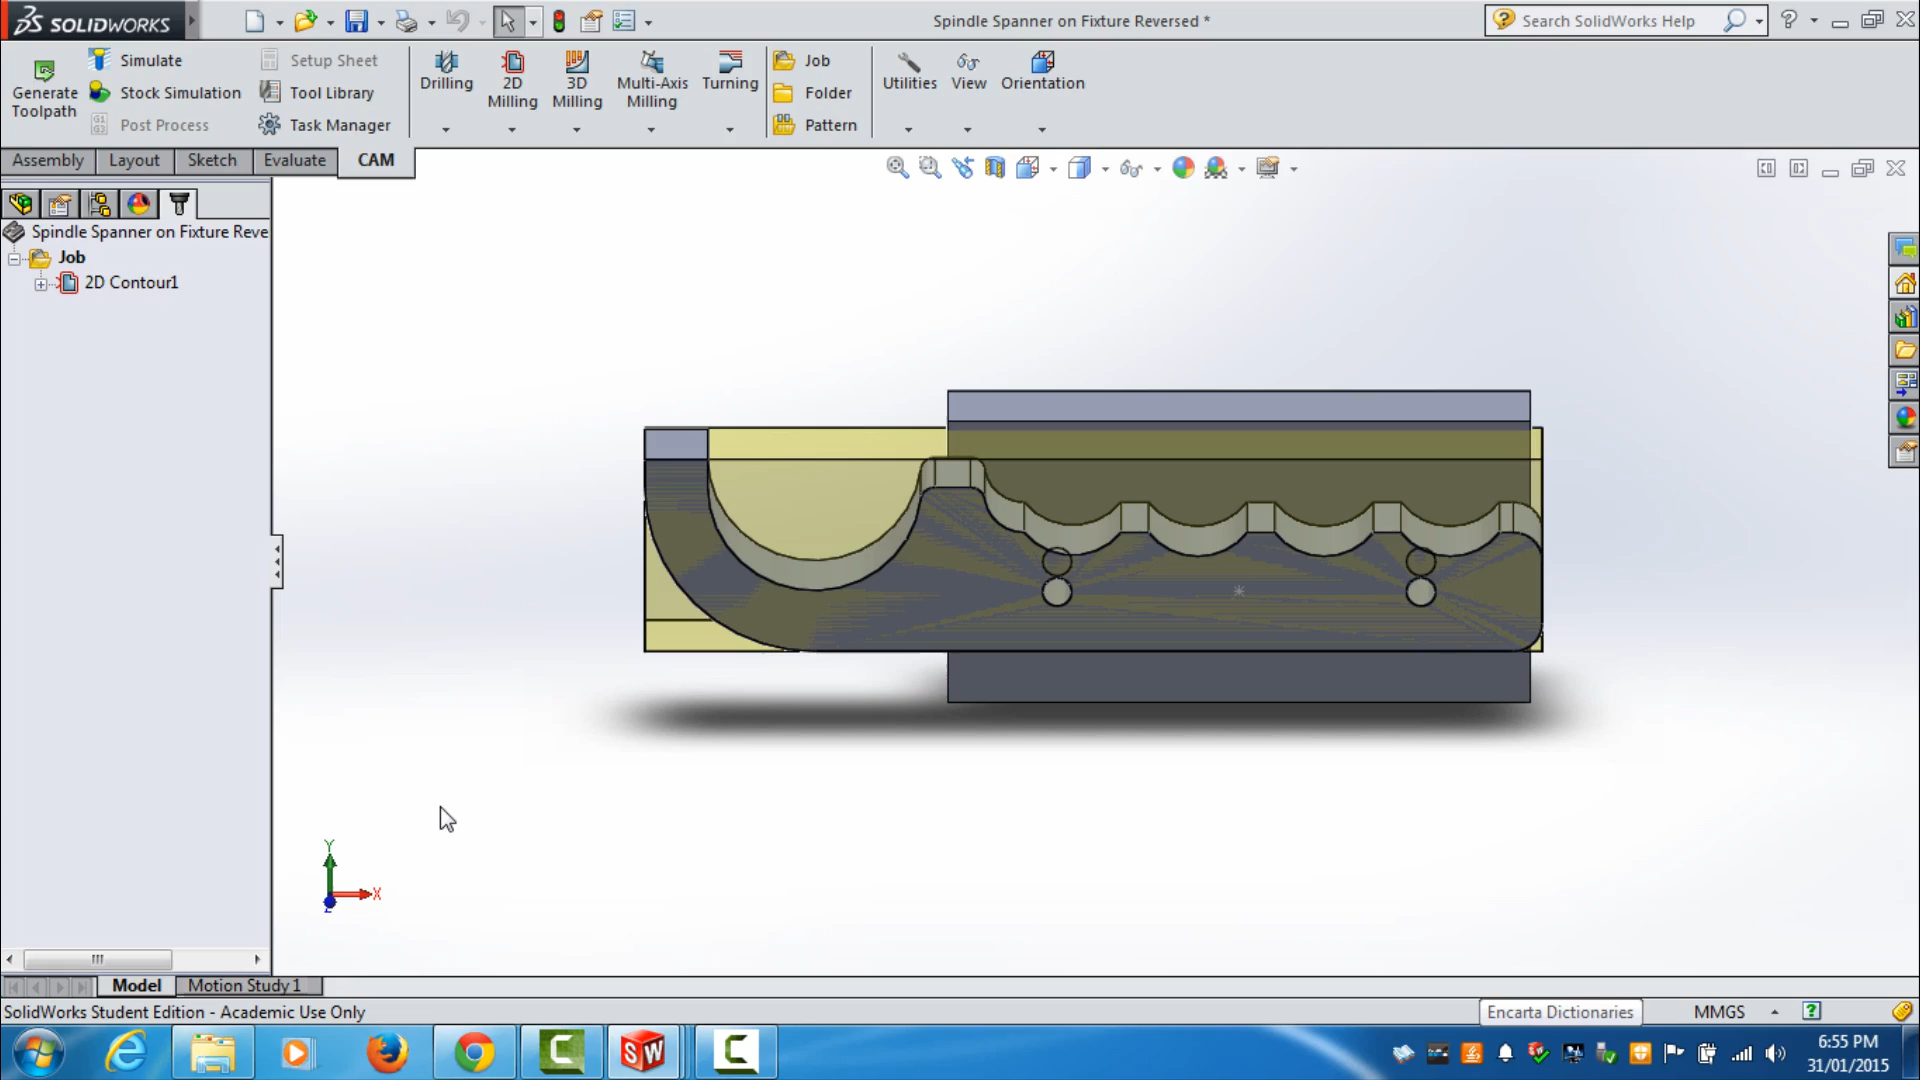 SOLIDWORKS
Spindle Spanner on Fixture Reversed *
Search SolidWorks Help
Generate
Toolpath
Simulate
Stock Simulation
Post Process
G1
G3
Setup Sheet
Tool Library
Task Manager
Drilling
2D
Milling
3D
Milling
Multi-Axis
Milling
Turning
Job
Folder
Pattern
Utilities
View
Orientation
Assembly
Layout
Sketch
Evaluate
CAM
Spindle Spanner on Fixture Reve
Job
2D Contour1
Y
X
Z
Model
Motion Study 1
SolidWorks Student Edition - Academic Use Only
Encarta Dictionaries
MMGS
SW
6:55 PM
31/01/2015